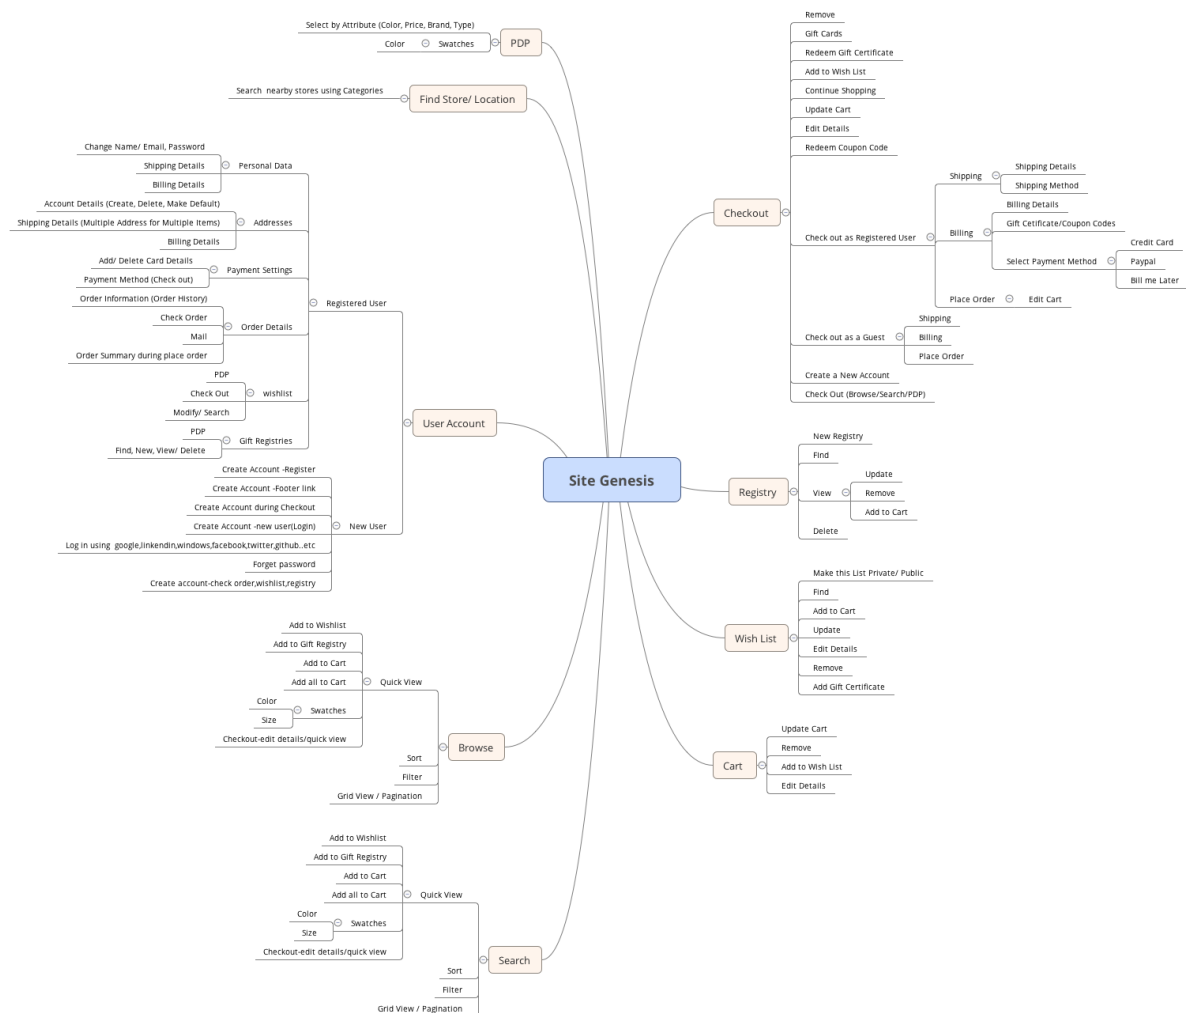 Site Genesis
PDP
Select by Attribute (Color, Price, Brand, Type)
Swatches
Color
Find Store/ Location
Search  nearby stores using Categories
User Account
Registered User
Personal Data
Change Name/ Email, Password
Shipping Details
Billing Details
Addresses
Account Details (Create, Delete, Make Default)
Shipping Details (Multiple Address for Multiple Items)
Billing Details
Payment Settings
Add/ Delete Card Details
Payment Method (Check out)
Order Details
Order Information (Order History)
Check Order
Mail
Order Summary during place order
wishlist
PDP
Check Out
Modify/ Search
Gift Registries
PDP
Find, New, View/ Delete
New User
Create Account -Register
Create Account -Footer link
Create Account during Checkout
Create Account -new user(Login)
Log in using  google,linkendin,windows,facebook,twitter,github..etc
Forget password
Create account-check order,wishlist,registry
Browse
Quick View
Add to Wishlist
Add to Gift Registry
Add to Cart
Add all to Cart
Swatches
Color
Size
Checkout-edit details/quick view
Sort
Filter
Grid View / Pagination
Search
Quick View
Add to Wishlist
Add to Gift Registry
Add to Cart
Add all to Cart
Swatches
Color
Size
Checkout-edit details/quick view
Sort
Filter
Grid View / Pagination
Checkout
Remove
Gift Cards
Redeem Gift Certificate
Add to Wish List
Continue Shopping
Update Cart
Edit Details
Redeem Coupon Code
Check out as Registered User
Shipping
Shipping Details
Shipping Method
Billing
Billing Details
Gift Cetificate/Coupon Codes
Select Payment Method
Credit Card
Paypal
Bill me Later
Place Order
Edit Cart
Check out as a Guest
Shipping
Billing
Place Order
Create a New Account
Check Out (Browse/Search/PDP)
Registry
New Registry
Find
View
Update
Remove
Add to Cart
Delete
Wish List
Make this List Private/ Public
Find
Add to Cart
Update
Edit Details
Remove
Add Gift Certificate
Cart
Update Cart
Remove
Add to Wish List
Edit Details